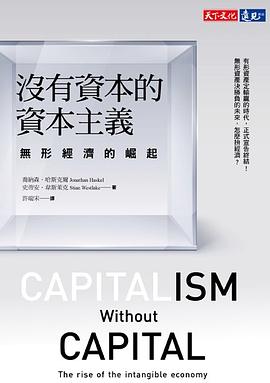 天下文化
遠見
有形資產定輸贏的時代，正式宣告終結！
無形資產決勝負的未來，怎麼拚經濟？
沒有資本的
資本主義
無形經濟的崛起
喬納森‧哈斯克爾 Jonathan Haskel
史帝安‧韋斯萊克 Stian Westlake
著
許瑞宋 譯
CAPITALISM
Without
CAPITAL
The rise of the intangible economy